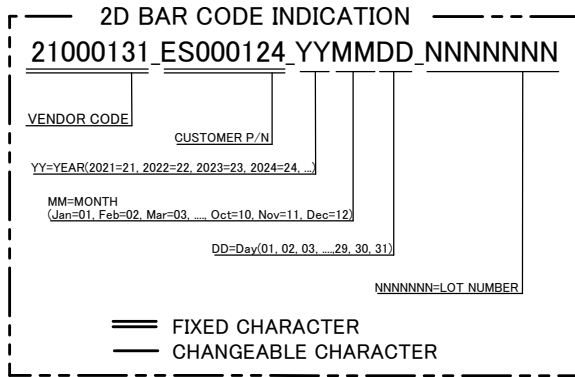 2D BAR CODE INDICATION
21000131_ES000124_YYMMDD_NNNNNNN
VENDOR CODE
CUSTOMER P/N
YY=YEAR(2021=21, 2022=22, 2023=23, 2024=24, ...)
MM=MONTH
(Jan=01, Feb=02, Mar=03, ...., Oct=10, Nov=11, Dec=12)
DD=Day(01, 02, 03, ....,29, 30, 31)
NNNNNNN=LOT NUMBER
FIXED CHARACTER
CHANGEABLE CHARACTER